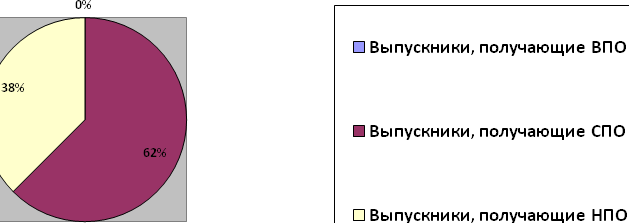 0%
38%
62%
Выпускники, получающие ВПО
Выпускники, получающие СПО
Выпускники, получающие НПО